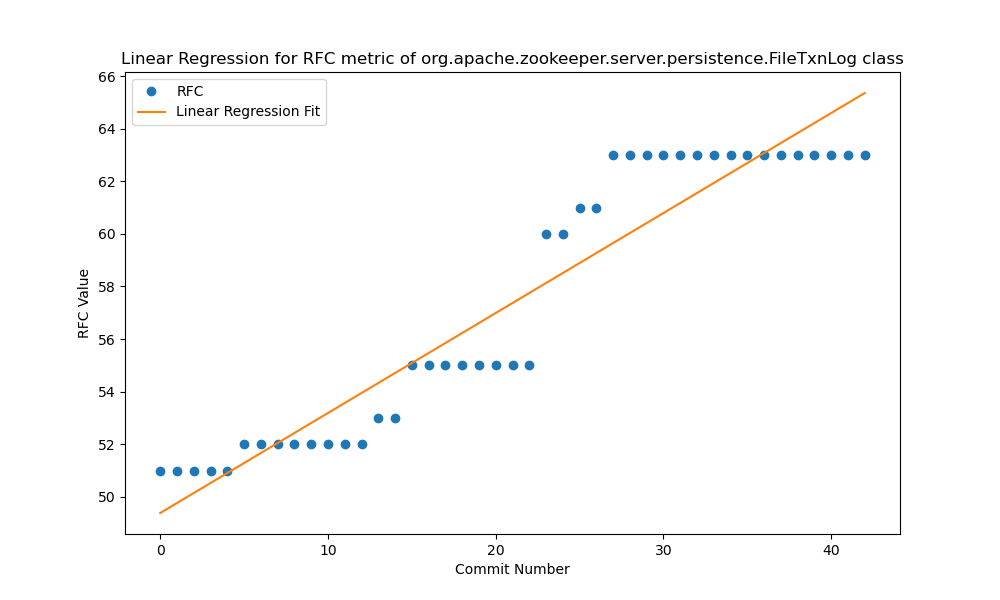 Linear Regression for RFC metric of org.apache.zookeeper.server.persistence.FileTxnLog class
RFC
Linear Regression Fit
RFC Value
66
64
62
60
58
56
54
52
50
0 10 20 30 40
Commit Number